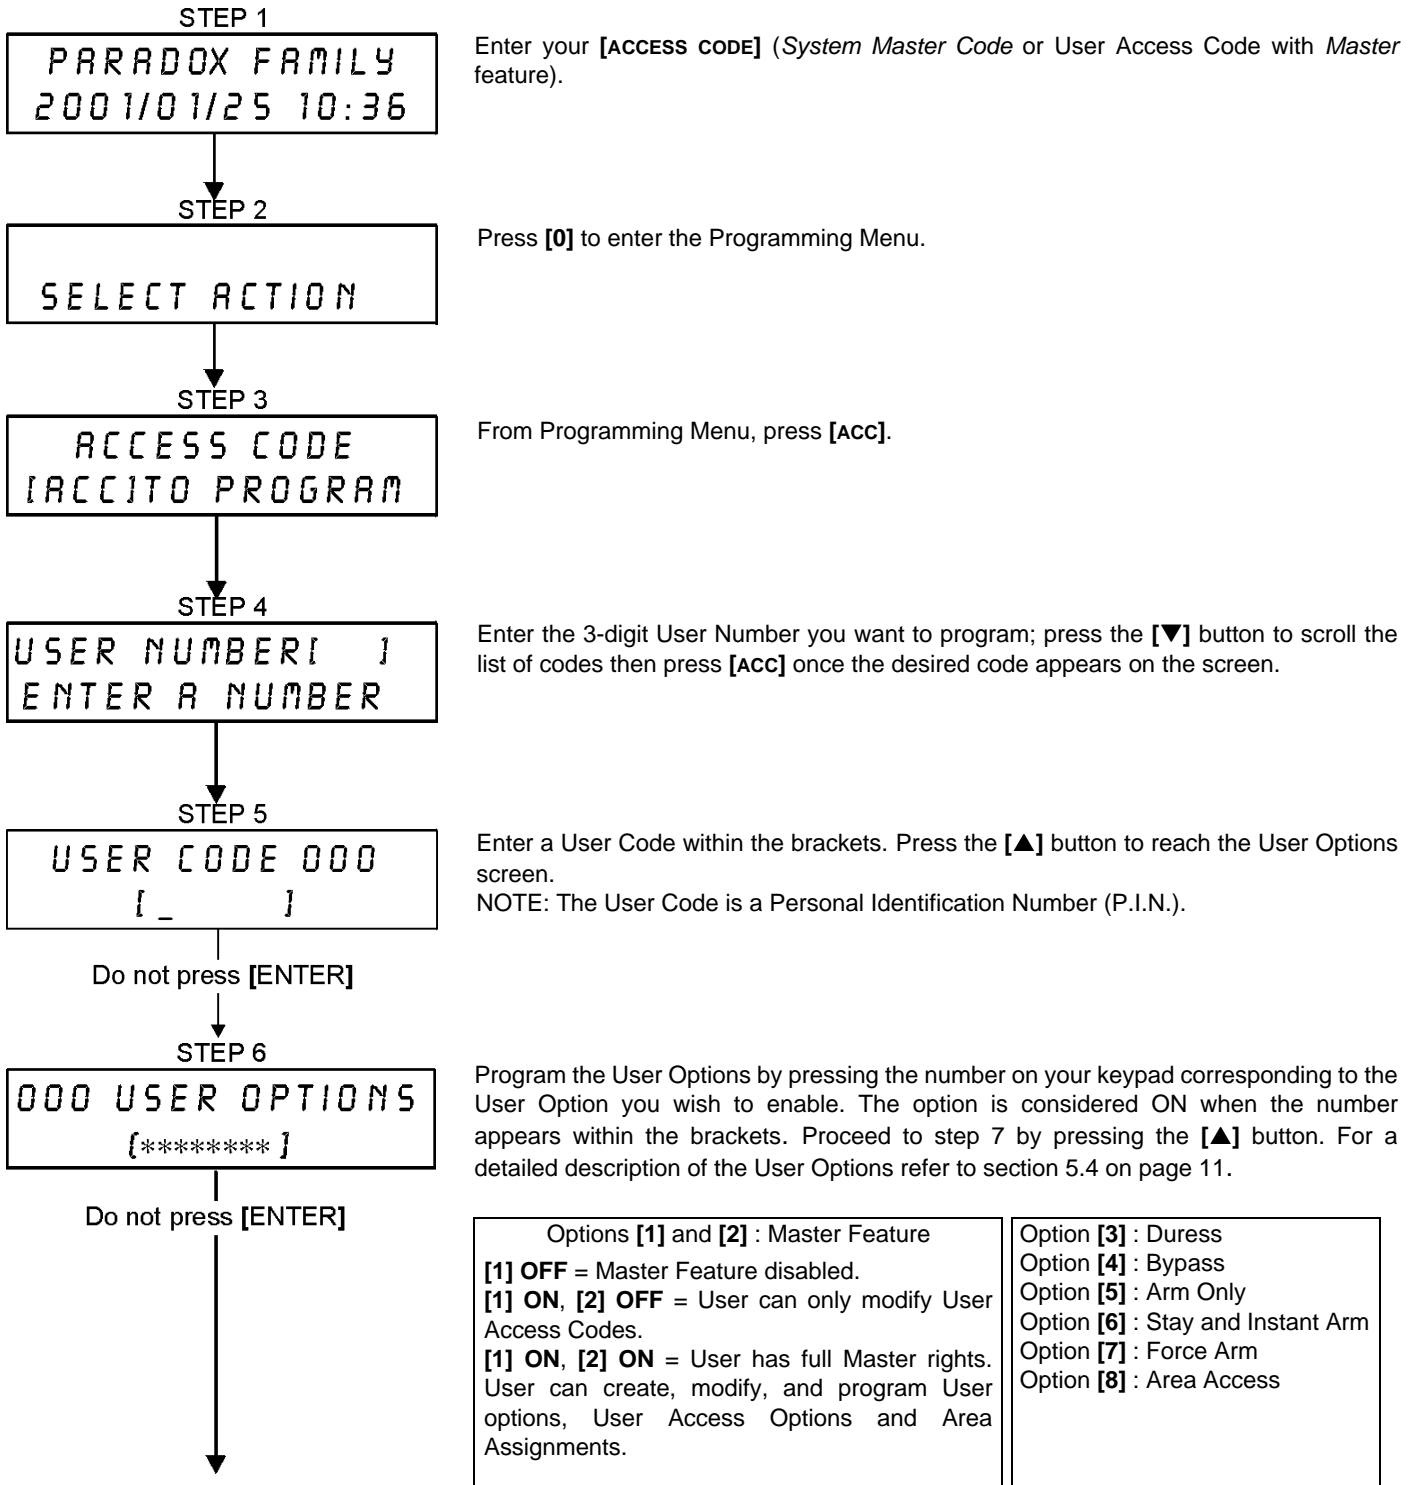 STEP 1
PARADOX FAMILY
2001/01/25 10:36
Enter your [ACCESS CODE] (System Master Code or User Access Code with Master
feature).
STEP 2
SELECT ACTION
Press [0] to enter the Programming Menu.
STEP 3
ACCESS CODE
[ACC]TO PROGRAM
From Programming Menu, press [ACC].
STEP 4
USER NUMBER[   ]
ENTER A NUMBER
Enter the 3-digit User Number you want to program; press the [▼] button to scroll the
list of codes then press [ACC] once the desired code appears on the screen.
STEP 5
USER CODE 000
[ _      ]
Enter a User Code within the brackets. Press the [▲] button to reach the User Options
screen.
NOTE: The User Code is a Personal Identification Number (P.I.N.).
Do not press [ENTER]
STEP 6
000 USER OPTIONS
[******** ]
Program the User Options by pressing the number on your keypad corresponding to the
User Option you wish to enable. The option is considered ON when the number
appears within the brackets. Proceed to step 7 by pressing the [▲] button. For a
detailed description of the User Options refer to section 5.4 on page 11.
Do not press [ENTER]
Options [1] and [2] : Master Feature
[1] OFF = Master Feature disabled.
[1] ON, [2] OFF = User can only modify User
Access Codes.
[1] ON, [2] ON = User has full Master rights.
User can create, modify, and program User
options, User Access Options and Area
Assignments.
Option [3] : Duress
Option [4] : Bypass
Option [5] : Arm Only
Option [6] : Stay and Instant Arm
Option [7] : Force Arm
Option [8] : Area Access